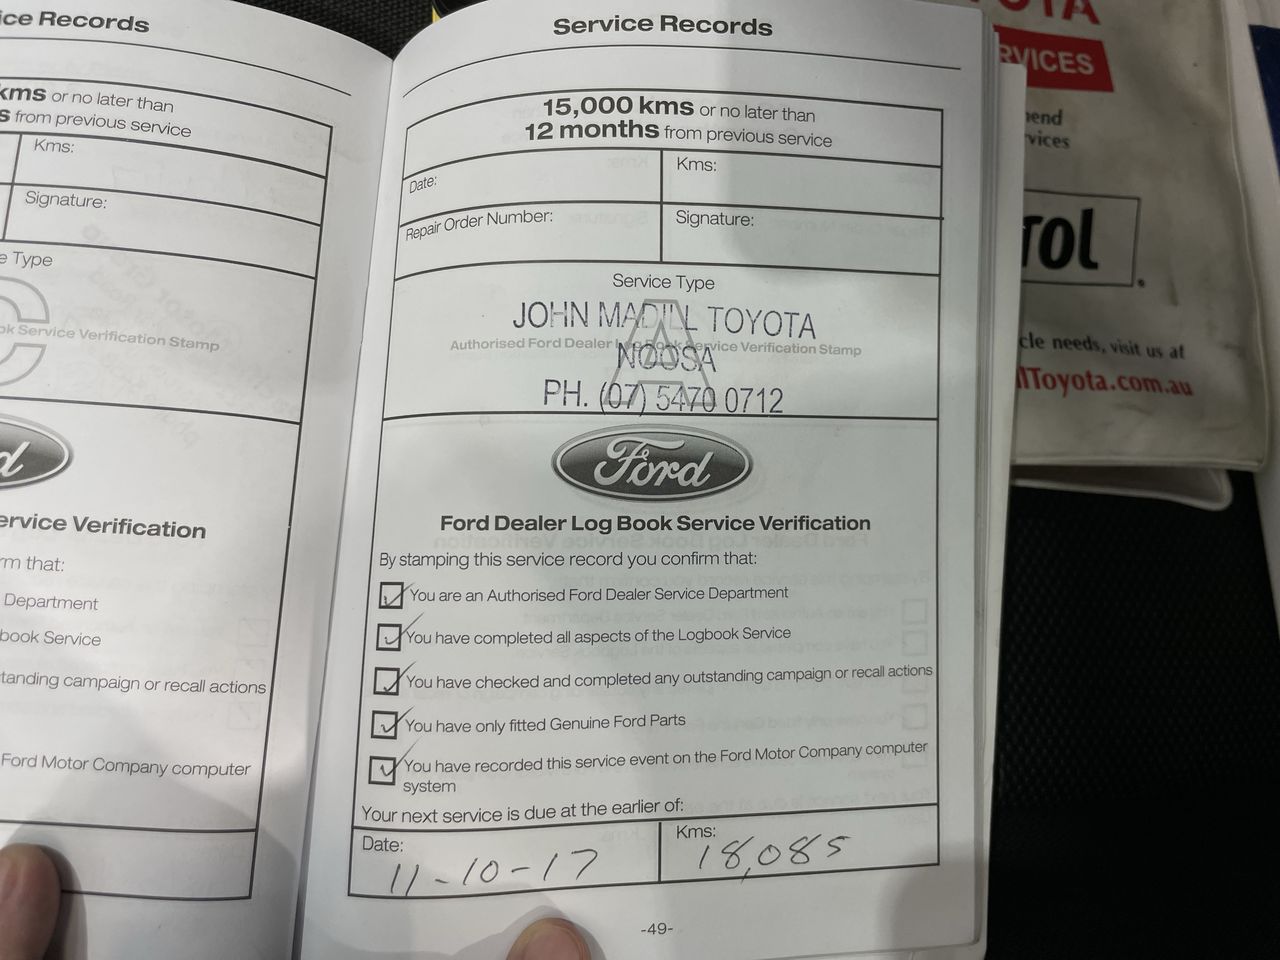 ice Records
kms or no later than
s from previous service
Kms:
Signature:
e Type
C
ok Service Verification Stamp
d
ervice Verification
rm that:
Department
book Service
tanding campaign or recall actions
Ford Motor Company computer
Service Records
15,000 kms or no later than
12 months from previous service
Date:
Kms:
Repair Order Number:
Signature:
Service Type
A
JOHN MADILL TOYOTA
Authorised Ford Dealer Log Book Service Verification Stamp
NOOSA
PH. (07) 5470 0712
Ford
Ford Dealer Log Book Service Verification
By stamping this service record you confirm that:
You are an Authorised Ford Dealer Service Department
You have completed all aspects of the Logbook Service
You have checked and completed any outstanding campaign or recall actions
You have only fitted Genuine Ford Parts
You have recorded this service event on the Ford Motor Company computer
system
Your next service is due at the earlier of:
Date:
11-10-17
Kms:
18,085
-49-
OTA
RVICES
end
vices
rol
cle needs, visit us at
llToyota.com.au